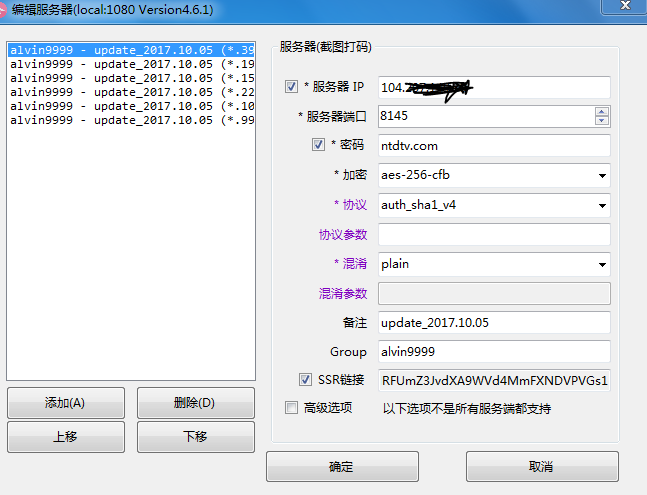 编辑服务器(local:1080 Version4.6.1)
alvin9999 - update_2017.10.05 (*.39
alvin9999 - update_2017.10.05 (*.19
alvin9999 - update_2017.10.05 (*.15
alvin9999 - update_2017.10.05 (*.22
alvin9999 - update_2017.10.05 (*.10
alvin9999 - update_2017.10.05 (*.99
添加(A) 删除(D)
上移 下移
服务器(截图打码)
* 服务器 IP 104.
* 服务器端口 8145
* 密码 ntdtv.com
* 加密 aes-256-cfb
* 协议 auth_sha1_v4
协议参数
* 混淆 plain
混淆参数
备注 update_2017.10.05
Group alvin9999
SSR链接 RFUmZ3JvdXA9WVd4MmFXNDVPVGs1
高级选项 以下选项不是所有服务端都支持
确定 取消